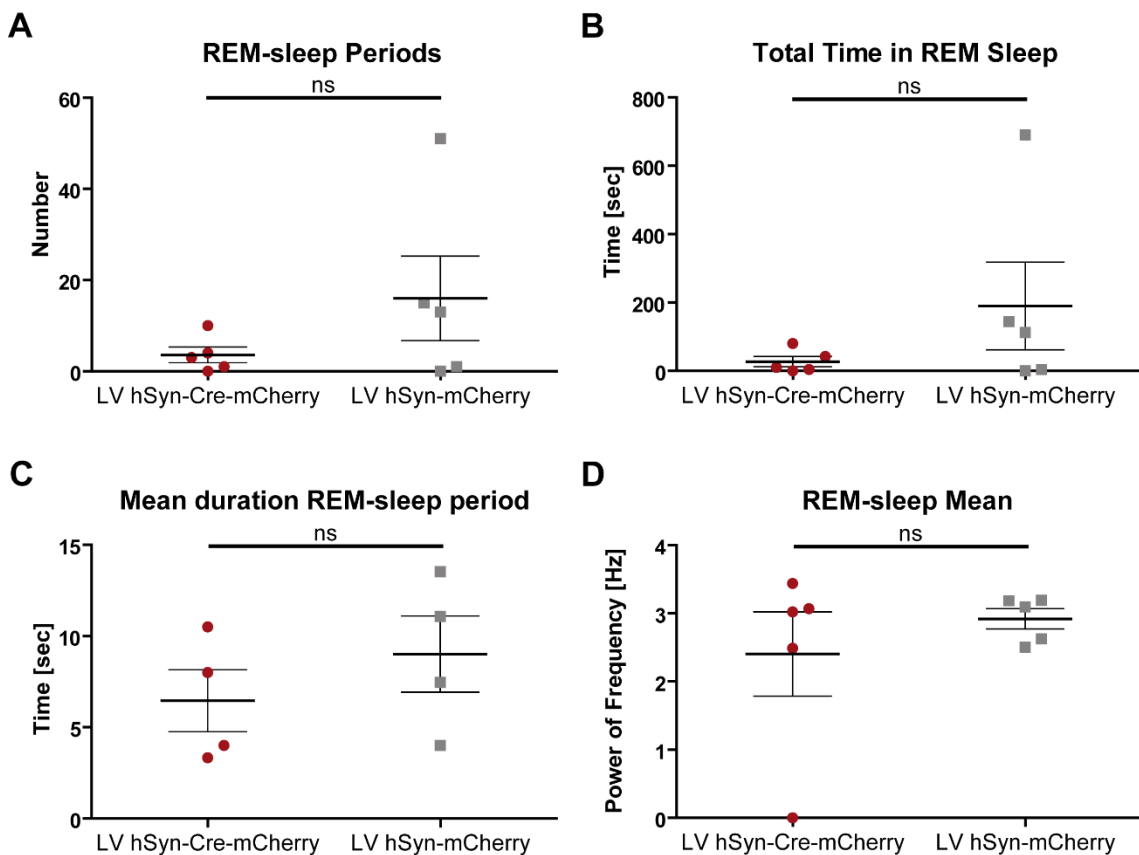 A
REM-sleep Periods
ns
Number
60
40
20
0
LV hSyn-Cre-mCherry
LV hSyn-mCherry
B
Total Time in REM Sleep
ns
Time [sec]
800
600
400
200
0
LV hSyn-Cre-mCherry
LV hSyn-mCherry
C
Mean duration REM-sleep period
ns
Time [sec]
15
10
5
0
LV hSyn-Cre-mCherry
LV hSyn-mCherry
D
REM-sleep Mean
ns
Power of Frequency [Hz]
4
3
2
1
0
LV hSyn-Cre-mCherry
LV hSyn-mCherry